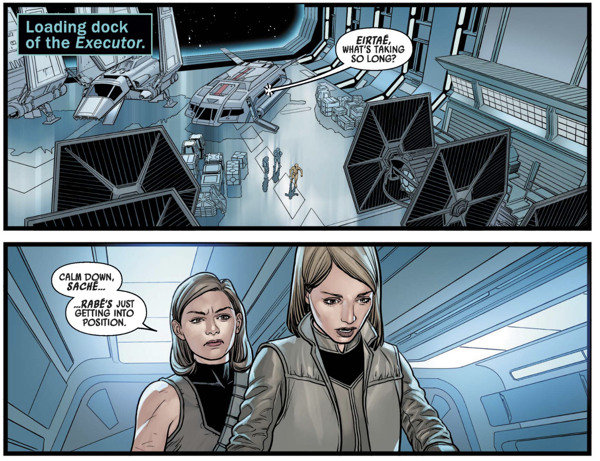 Loading dock
of the Executor.
EIRTAÉ,
WHAT'S TAKING
SO LONG?
CALM DOWN,
SACHÉ...
...RABÉ'S JUST
GETTING INTO
POSITION.